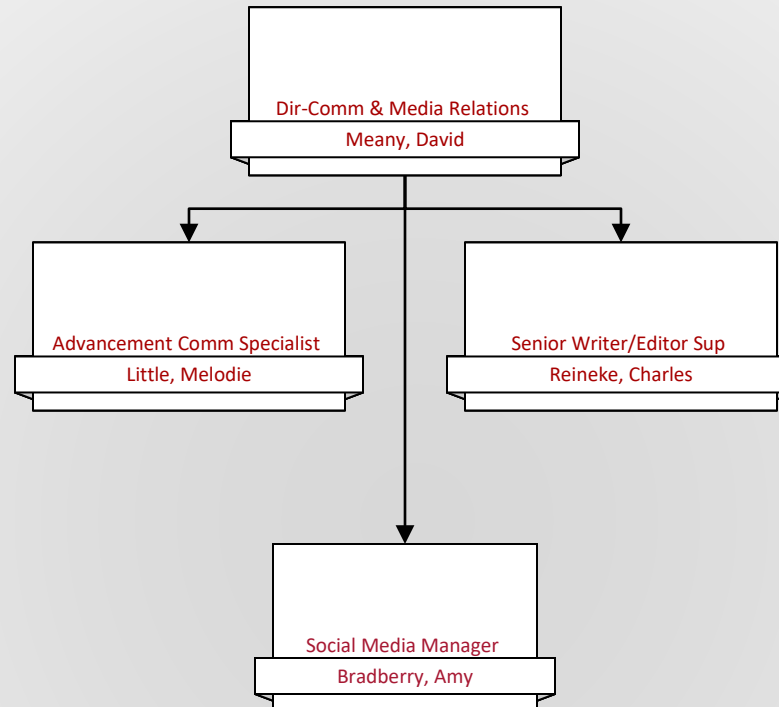 Dir-Comm & Media Relations
Meany, David
Advancement Comm Specialist
Little, Melodie
Senior Writer/Editor Sup
Reineke, Charles
Social Media Manager
Bradberry, Amy